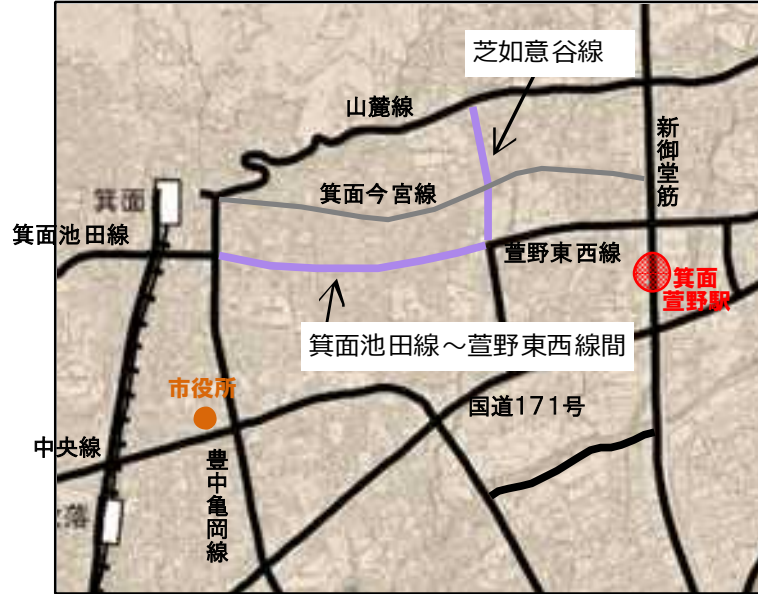 芝如意谷線
山麓線
新御堂筋
箕面
箕面今宮線
箕面池田線
萱野東西線
箕面
萱野駅
箕面池田線～萱野東西線間
市役所
国道171号
中央線
豊中亀岡線
落